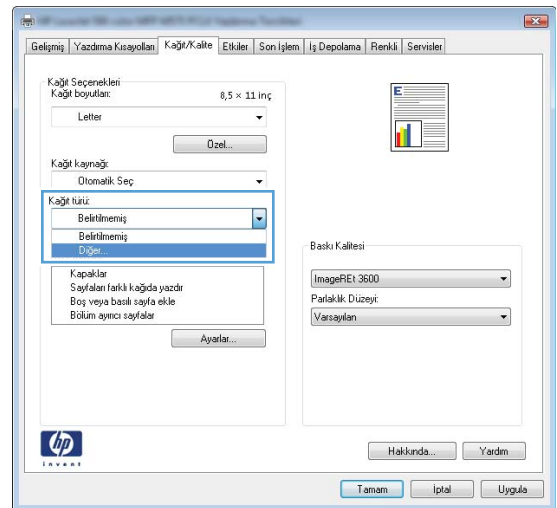 Gelişmiş Yazdırma Kısayolları Kağıt/Kalite Etkiler Son İşlem İş Depolama Renkli Servisler
Kağıt Seçenekleri
Kağıt boyutları: 8,5 × 11 inç
Letter
Özel...
Kağıt kaynağı:
Otomatik Seç
Kağıt türü:
Belirtilmemiş
Belirtilmemiş
Diğer...
Kapaklar
Sayfaları farklı kağıda yazdır
Boş veya basılı sayfa ekle
Bölüm ayırıcı sayfalar
Ayarlar...
E
Baskı Kalitesi
ImageREt 3600
Parlaklık Düzeyi:
Varsayılan
hp
invent
Hakkında... Yardım
Tamam İptal Uygula